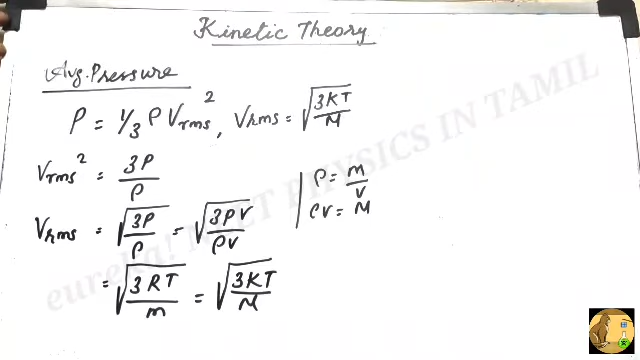 Kinetic Theory
Avg. Pressure
P = 1/3 ρ Vrms², Vrms = √(3KT/M)
Vrms² = 3P/ρ
ρ = m/V
ρV = M
Vrms = √(3P/ρ) = √(3PV/ρV)
= √(3RT/m) = √(3KT/M)
eureka! PHYSICS IN TAMIL